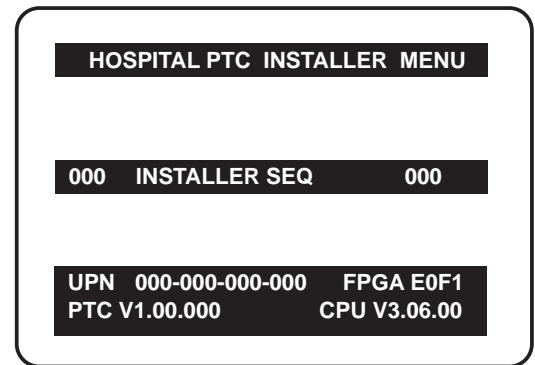 HOSPITAL PTC INSTALLER MENU
000 INSTALLER SEQ 000
UPN 000-000-000-000 FPGA E0F1
PTC V1.00.000 CPU V3.06.00